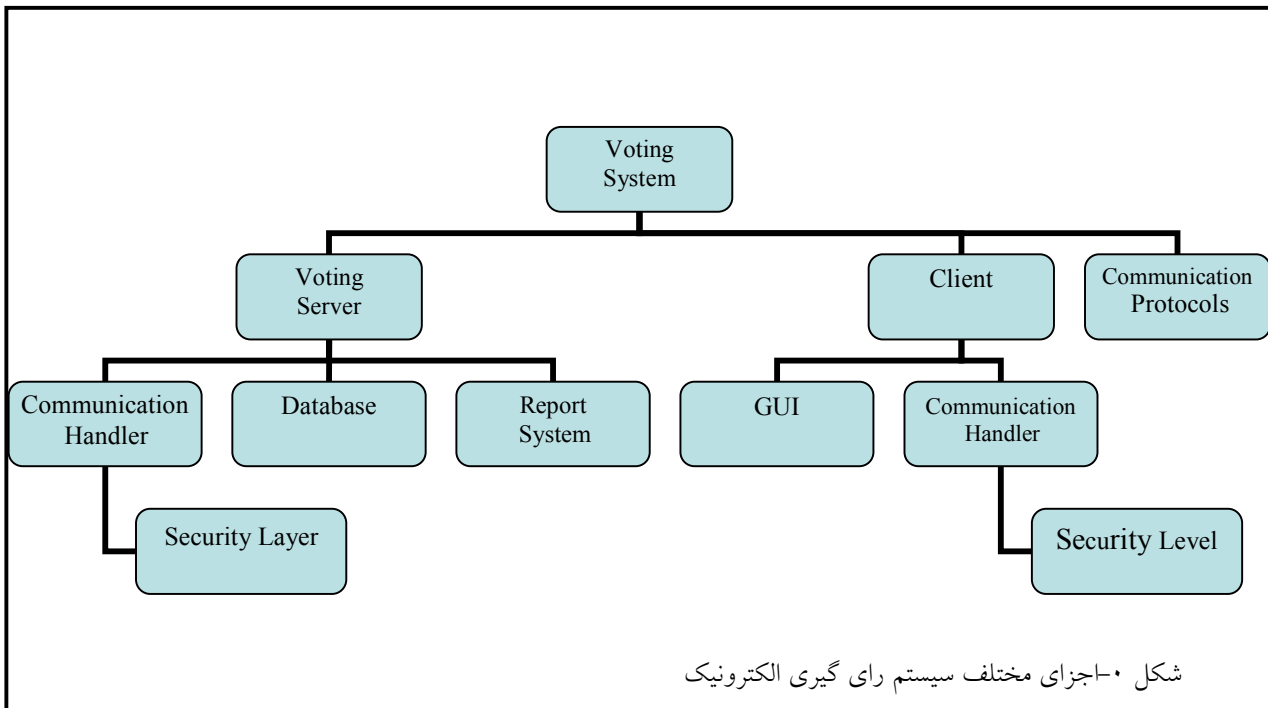 Voting
System
Voting
Server
Client
Communication
Protocols
Communication
Handler
Database
Report
System
GUI
Communication
Handler
Security Layer
Security Level
شکل ۰-اجزای مختلف سیستم رای گیری الکترونیک